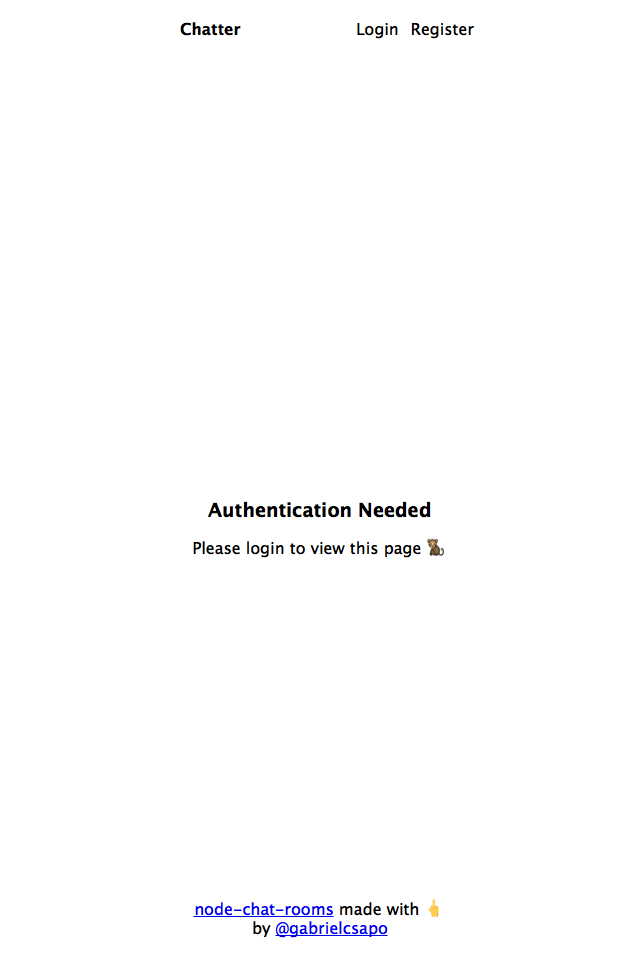 Chatter Login Register
Authentication Needed
Please login to view this page 🐒
node-chat-rooms made with 🖕
by @gabrielcsapo